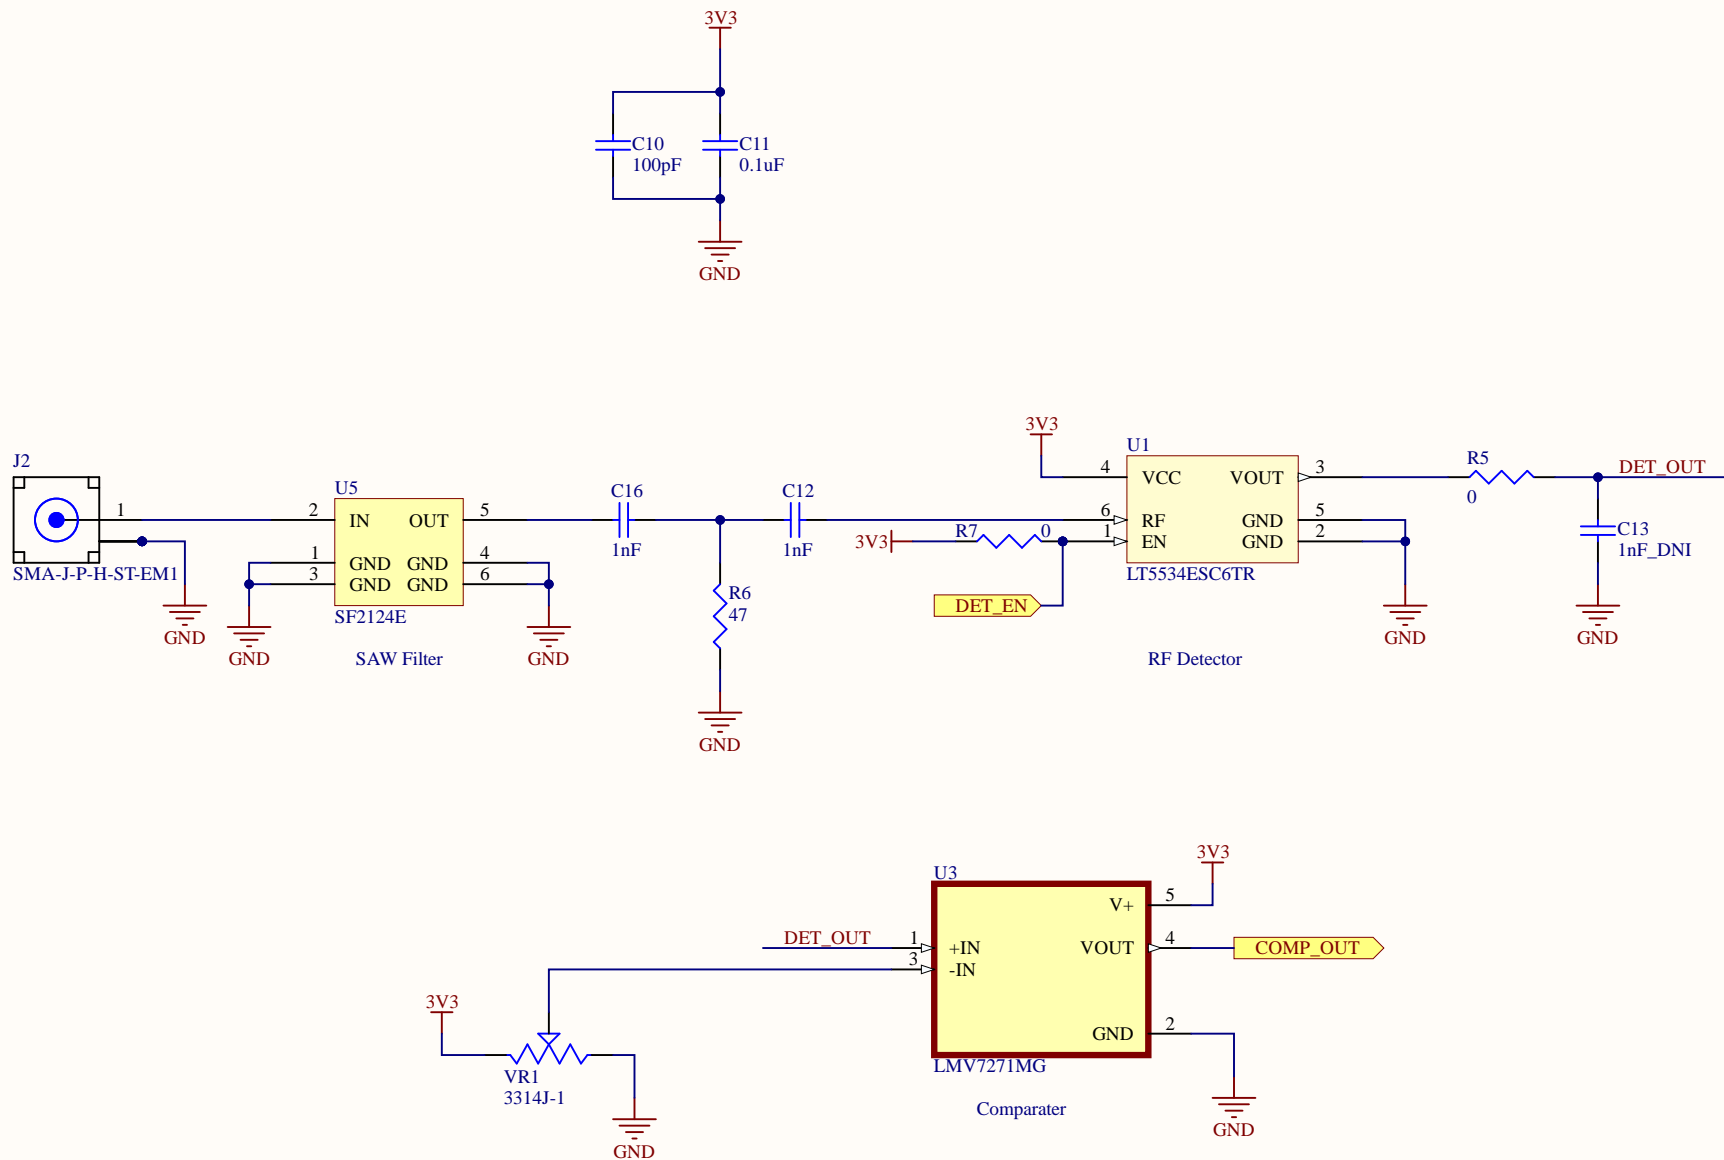 3V3
C10
100pF
C11
0.1uF
GND
J2
1
SMA-J-P-H-ST-EM1
GND
U5
2 IN OUT 5
1 GND GND 4
3 GND GND 6
SF2124E
GND
GND
SAW Filter
C16
1nF
C12
1nF
R6
47
GND
3V3
U1
4 VCC VOUT 3
6 RF GND 5
1 EN GND 2
LT5534ESC6TR
3V3
R7
0
DET_EN
GND
RF Detector
R5
0
DET_OUT
C13
1nF_DNI
GND
U3
3V3
V+ 5
DET_OUT
1 +IN VOUT 4
COMP_OUT
3 -IN
GND 2
LMV7271MG
Comparater
GND
3V3
VR1
3314J-1
GND